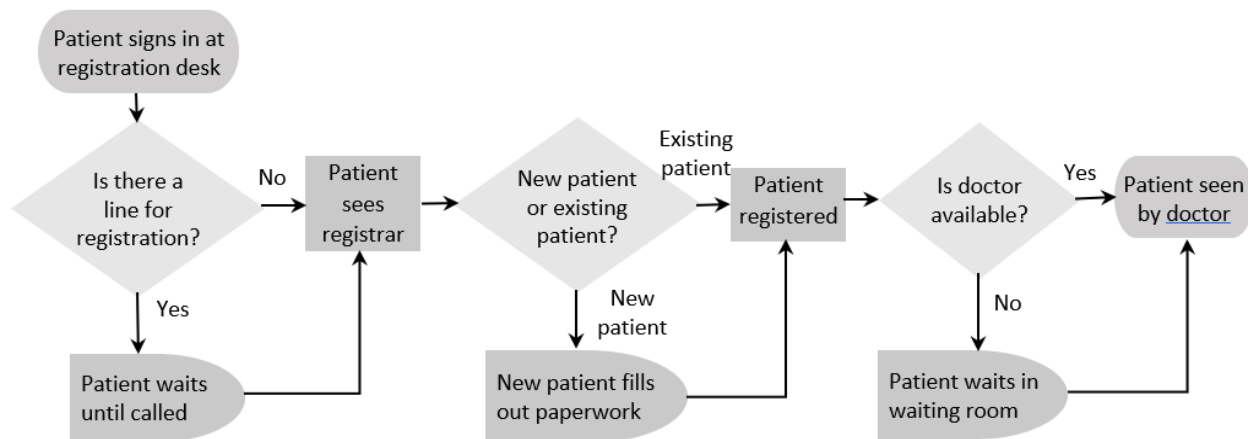 Patient signs in at
registration desk
Is there a
line for
registration?
No
Yes
Patient waits
until called
Patient
sees
registrar
New patient
or existing
patient?
Existing
patient
New
patient
New patient fills
out paperwork
Patient
registered
Is doctor
available?
Yes
No
Patient waits in
waiting room
Patient seen
by doctor